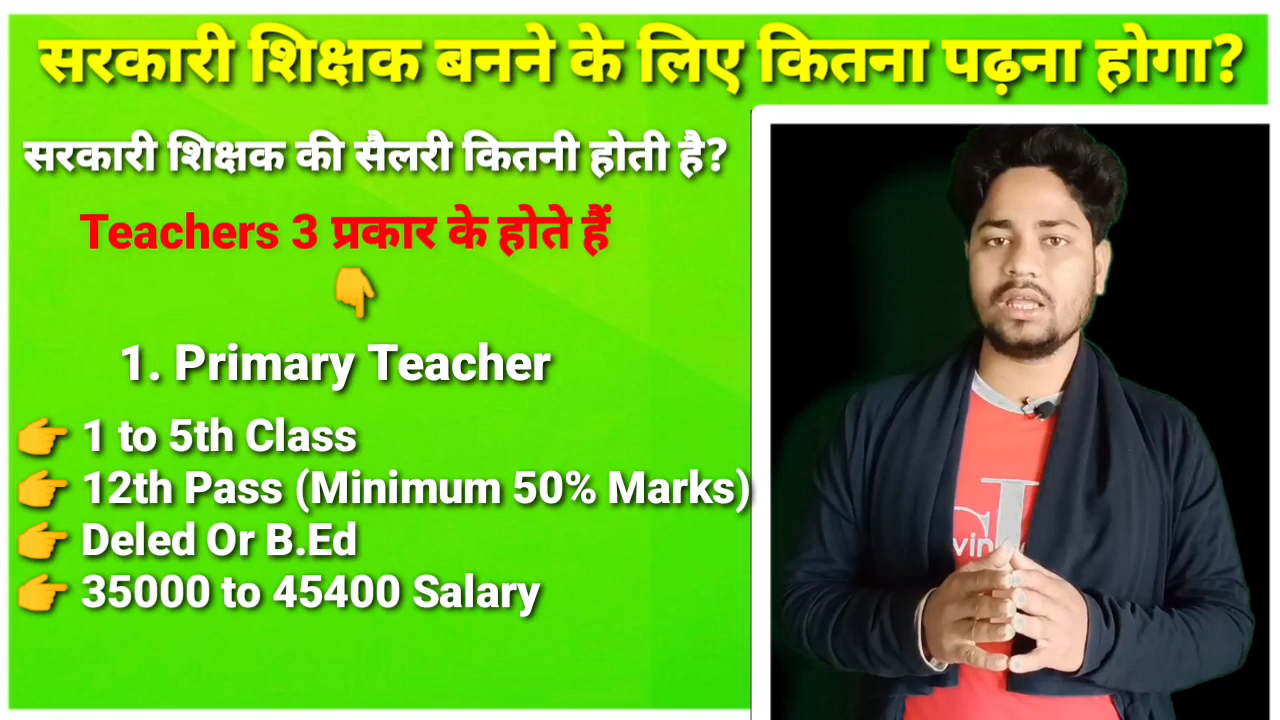 सरकारी शिक्षक बनने के लिए कितना पढ़ना होगा?
सरकारी शिक्षक की सैलरी कितनी होती है?
Teachers 3 प्रकार के होते हैं
1. Primary Teacher
1 to 5th Class
12th Pass (Minimum 50% Marks)
Deled Or B.Ed
35000 to 45400 Salary